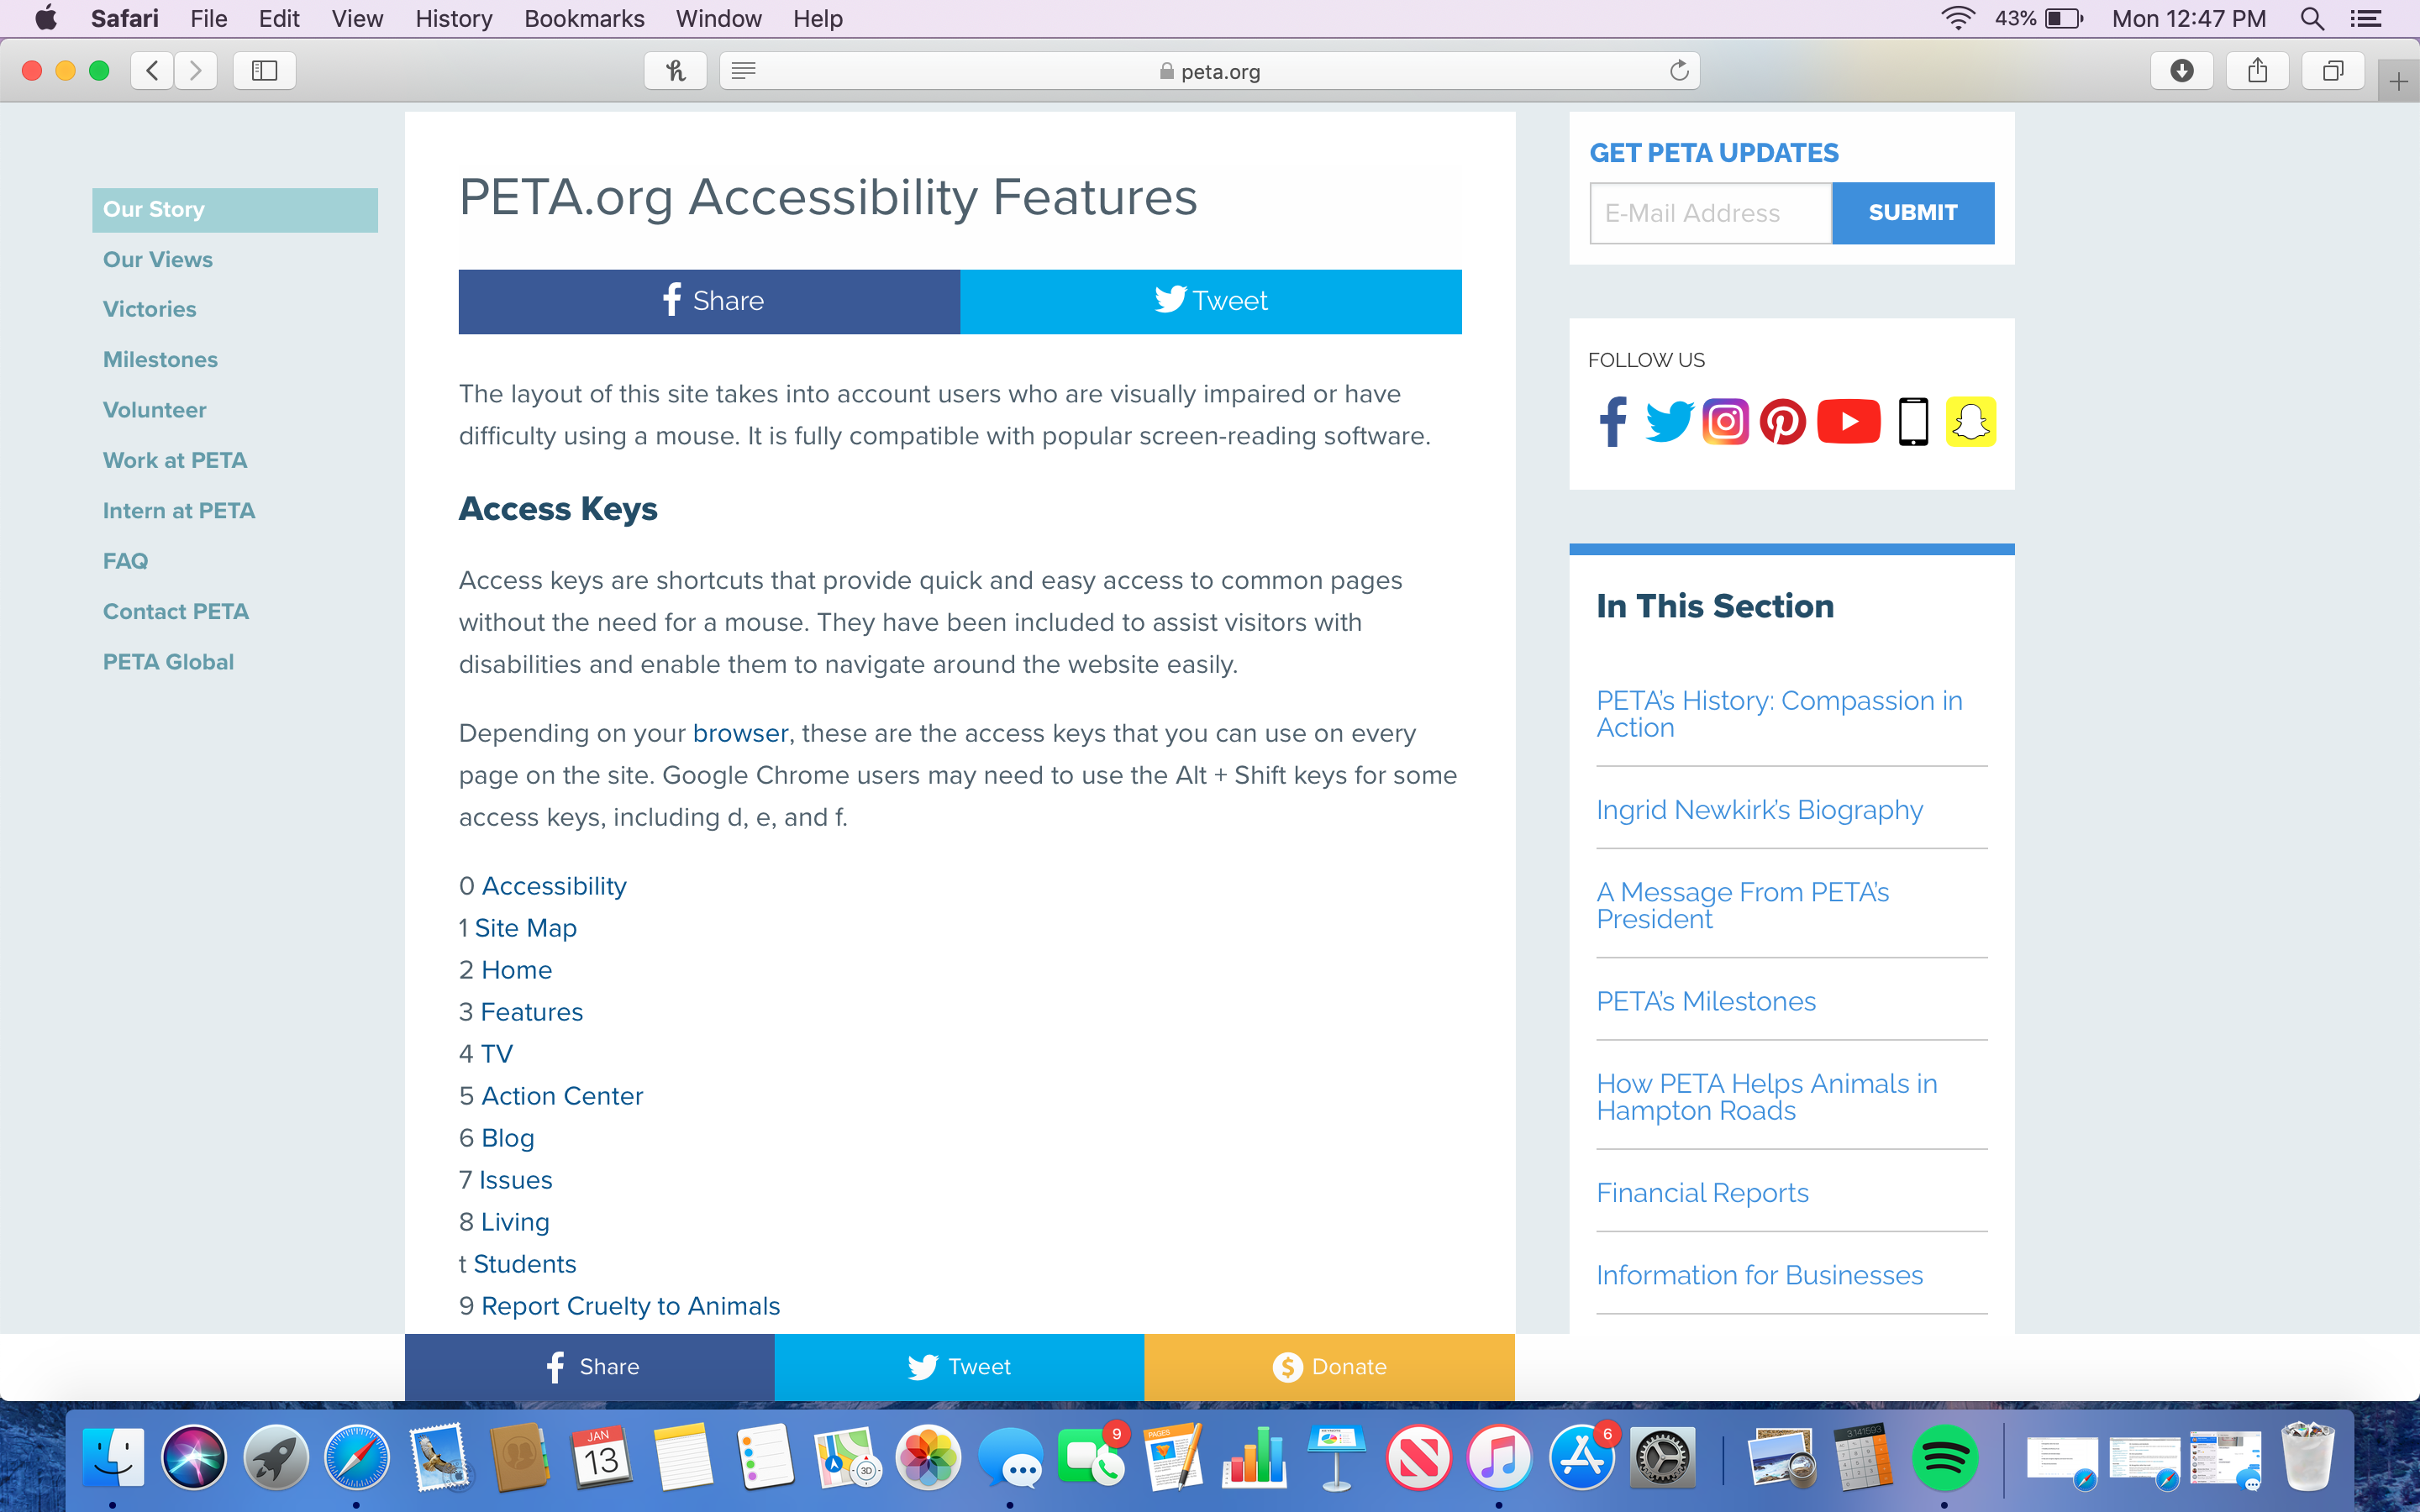 Safari File Edit View History Bookmarks Window Help 43% Mon 12:47 PM
peta.org
Our Story
Our Views
Victories
Milestones
Volunteer
Work at PETA
Intern at PETA
FAQ
Contact PETA
PETA Global
PETA.org Accessibility Features
Share Tweet
The layout of this site takes into account users who are visually impaired or have
difficulty using a mouse. It is fully compatible with popular screen-reading software.
Access Keys
Access keys are shortcuts that provide quick and easy access to common pages
without the need for a mouse. They have been included to assist visitors with
disabilities and enable them to navigate around the website easily.
Depending on your browser, these are the access keys that you can use on every
page on the site. Google Chrome users may need to use the Alt + Shift keys for some
access keys, including d, e, and f.
0 Accessibility
1 Site Map
2 Home
3 Features
4 TV
5 Action Center
6 Blog
7 Issues
8 Living
t Students
9 Report Cruelty to Animals
GET PETA UPDATES
E-Mail Address SUBMIT
FOLLOW US
In This Section
PETA's History: Compassion in
Action
Ingrid Newkirk's Biography
A Message From PETA's
President
PETA's Milestones
How PETA Helps Animals in
Hampton Roads
Financial Reports
Information for Businesses
Share Tweet Donate
JAN
13
3D
9
PAGES
6
3.141593